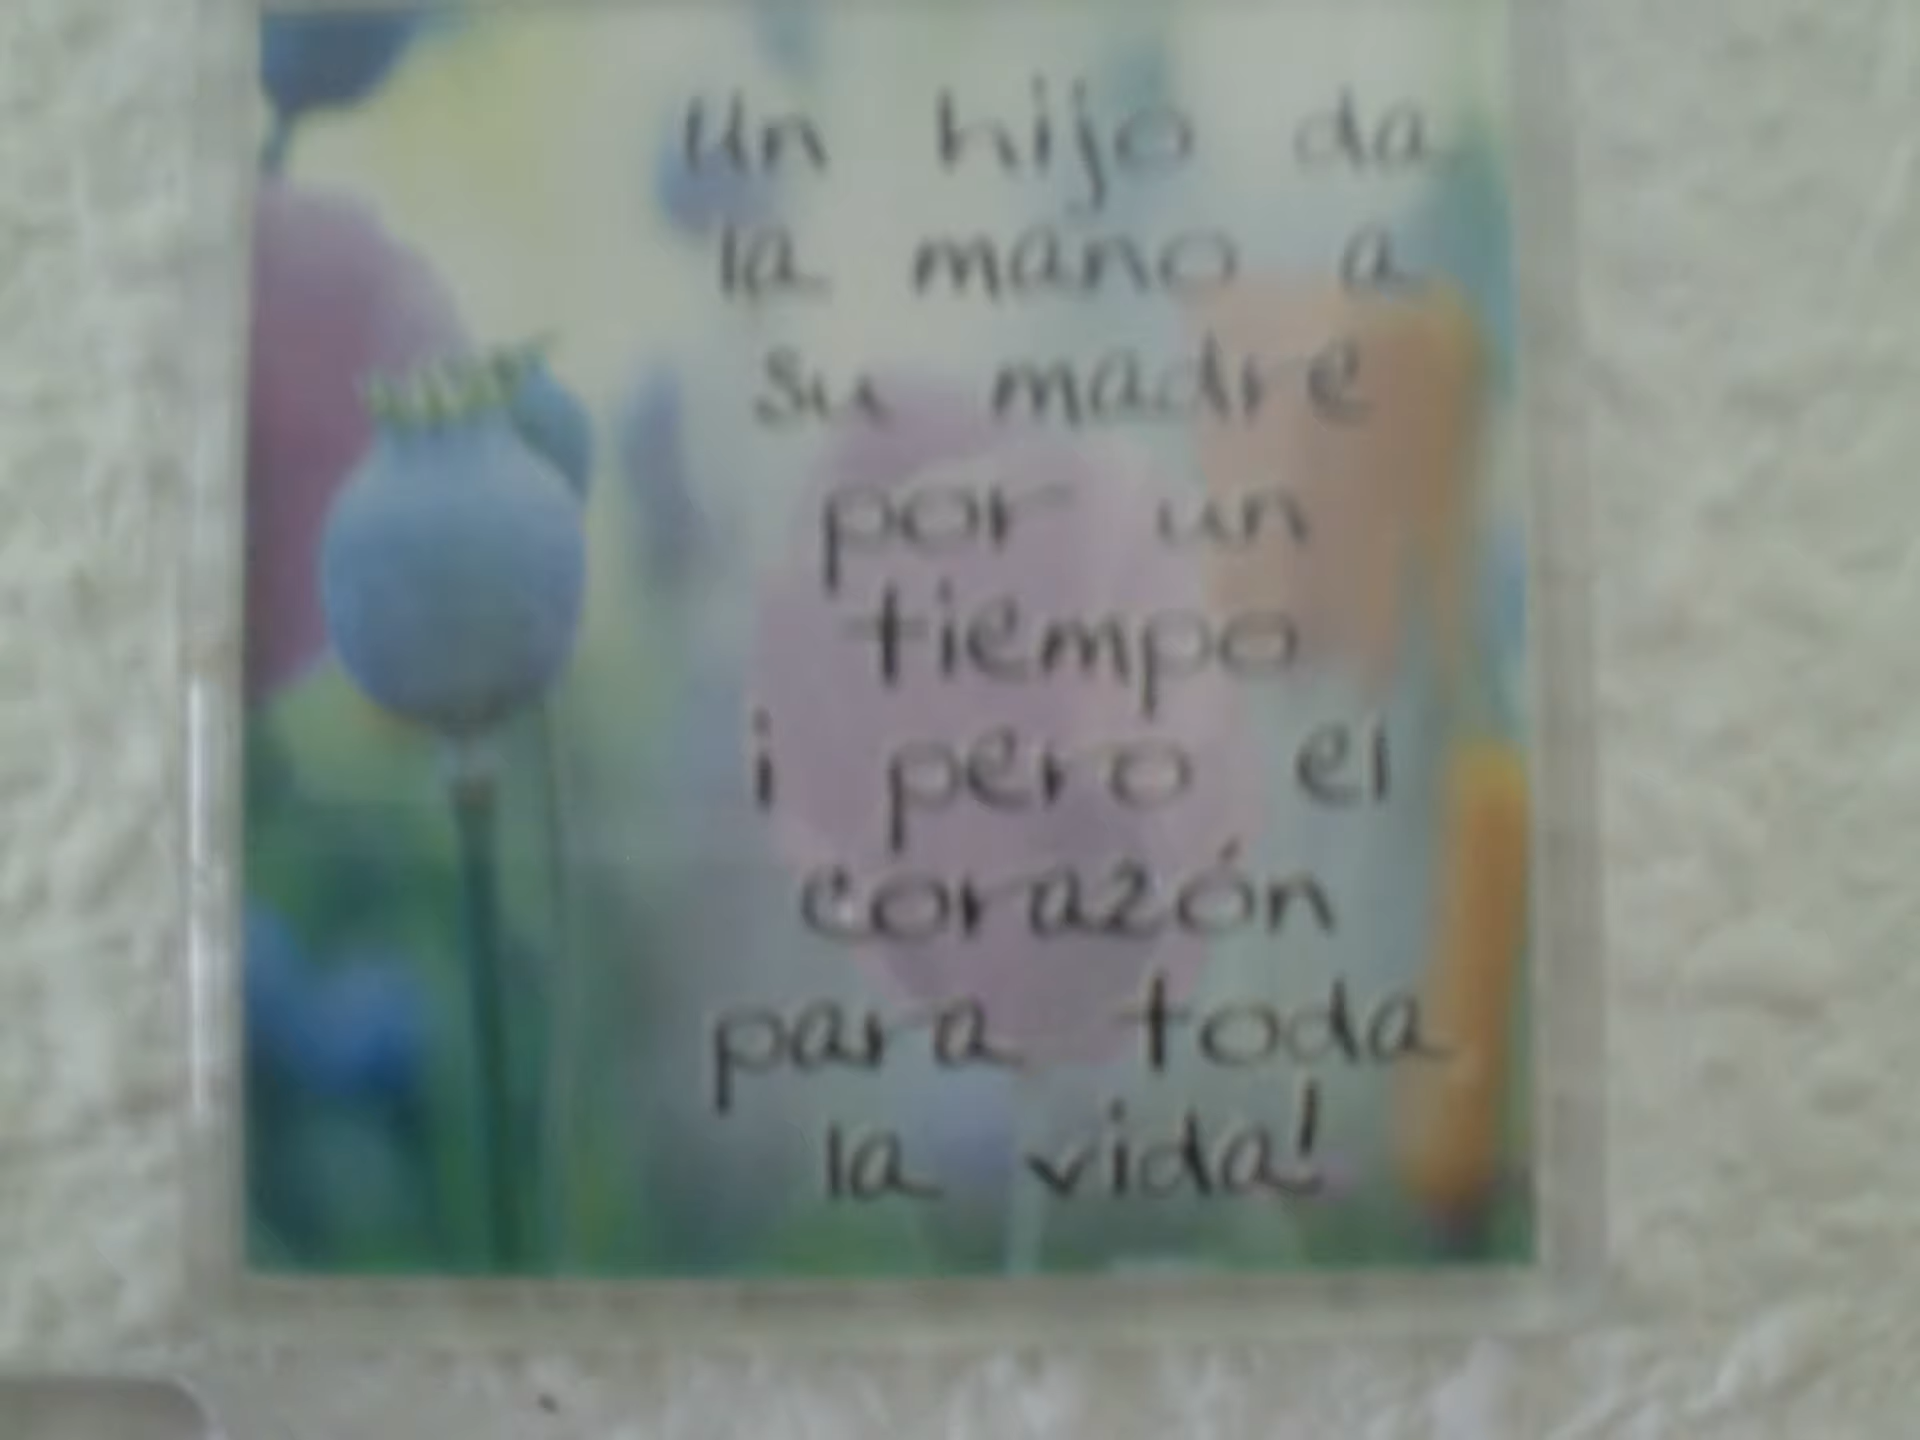 un hijo da
la mano a
su madre
por un
tiempo
¡ pero el
corazón
para toda
la vida!